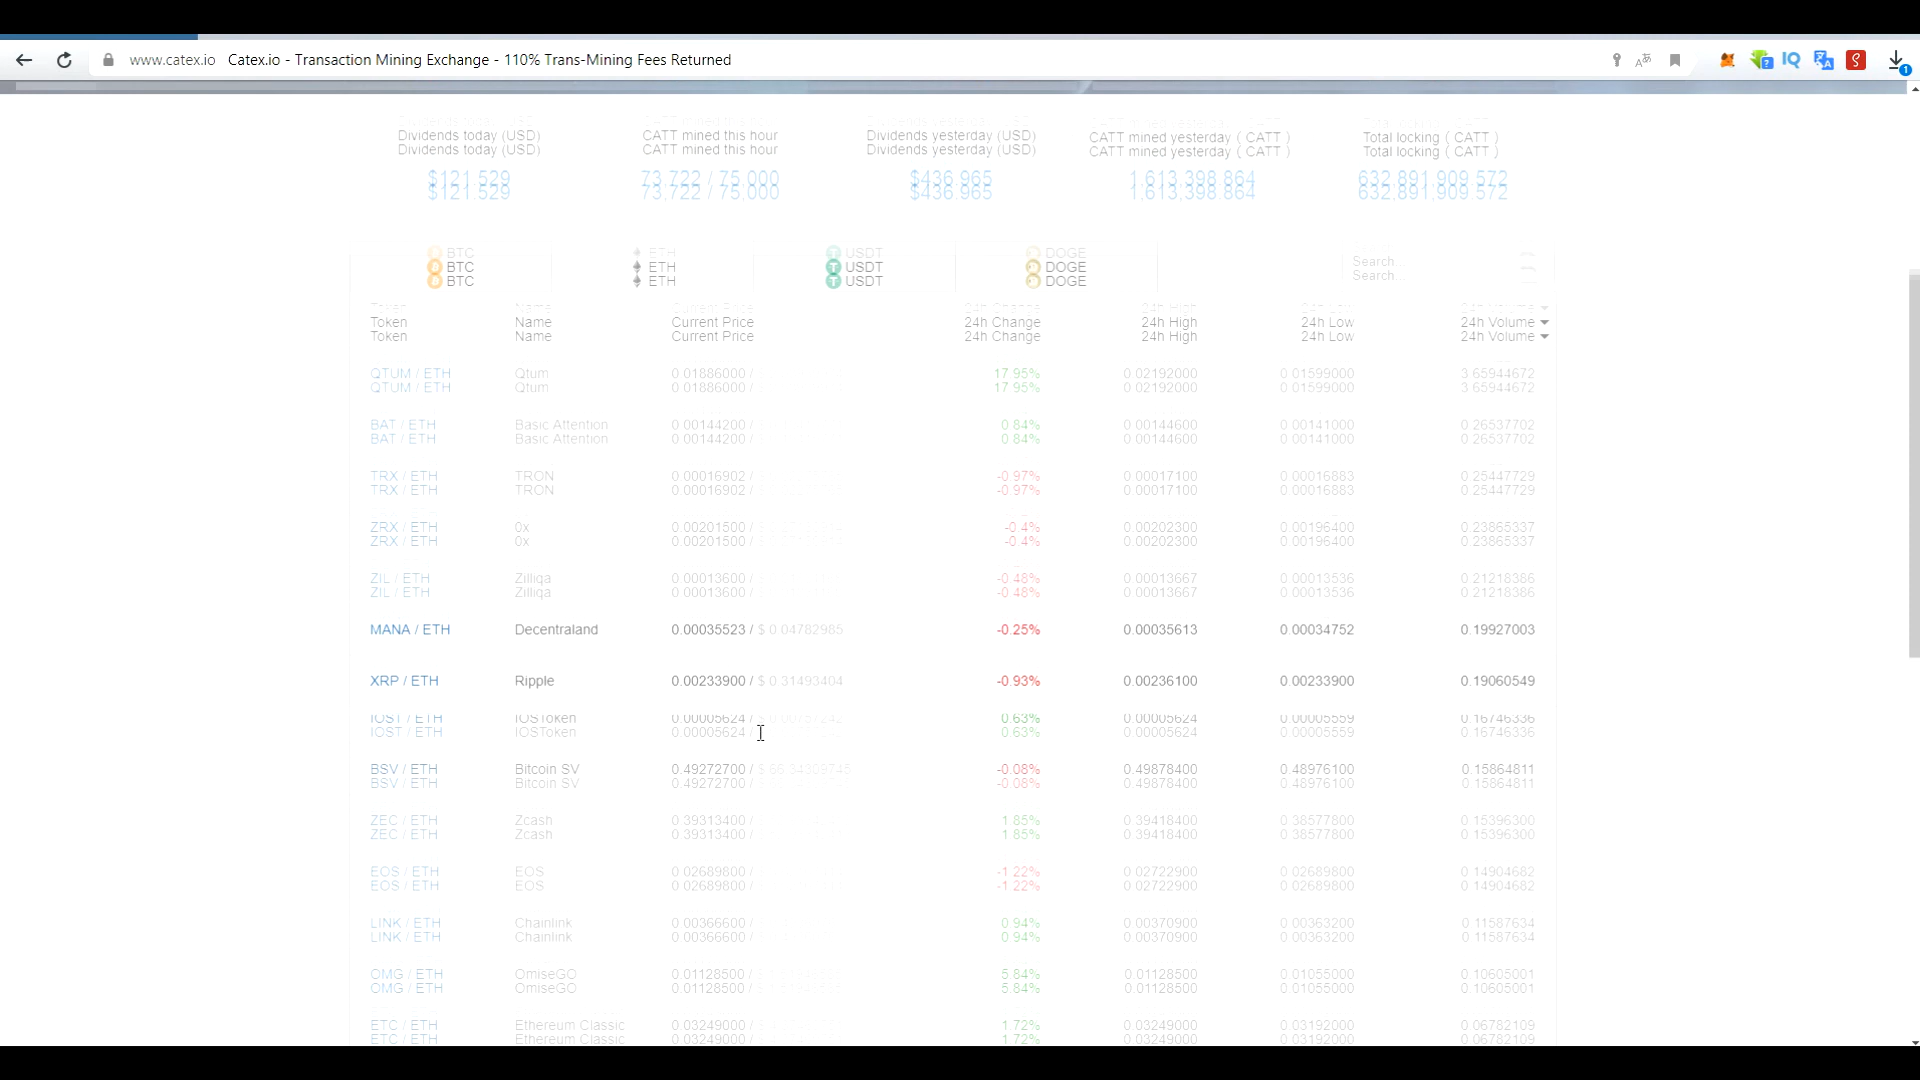 www.catex.io Catex.io - Transaction Mining Exchange - 110% Trans-Mining Fees Returned
Dividends today (USD) CATT mined this hour Dividends yesterday (USD) CATT mined yesterday ( CATT ) Total locking ( CATT )
$121.529 73,722 / 75,000 $436.965 1,613,398.864 632,891,909.572
BTC ETH USDT DOGE Search...
Token Name Current Price 24h Change 24h High 24h Low 24h Volume
QTUM / ETH Qtum 0.01886000 / 17.95% 0.02192000 0.01599000 3.65944672
BAT / ETH Basic Attention 0.00144200 / 0.84% 0.00144600 0.00141000 0.26537702
TRX / ETH TRON 0.00016902 / -0.97% 0.00017100 0.00016883 0.25447729
ZRX / ETH 0x 0.00201500 / -0.4% 0.00202300 0.00196400 0.23865337
ZIL / ETH Zilliqa 0.00013600 / -0.48% 0.00013667 0.00013536 0.21218386
MANA / ETH Decentraland 0.00035523 / $ 0.04782985 -0.25% 0.00035613 0.00034752 0.19927003
XRP / ETH Ripple 0.00233900 / $ 0.31493404 -0.93% 0.00236100 0.00233900 0.19060549
IOST / ETH IOSToken 0.00005624 / $ 0.00757242 0.63% 0.00005624 0.00005559 0.16746336
BSV / ETH Bitcoin SV 0.49272700 / $ 66.34309745 -0.08% 0.49878400 0.48976100 0.15864811
ZEC / ETH Zcash 0.39313400 / 1.85% 0.39418400 0.38577800 0.15396300
EOS / ETH EOS 0.02689800 / -1.22% 0.02722900 0.02689800 0.14904682
LINK / ETH Chainlink 0.00366600 / 0.94% 0.00370900 0.00363200 0.11587634
OMG / ETH OmiseGO 0.01128500 / 5.84% 0.01128500 0.01055000 0.10605001
ETC / ETH Ethereum Classic 0.03249000 / 1.72% 0.03249000 0.03192000 0.06782109